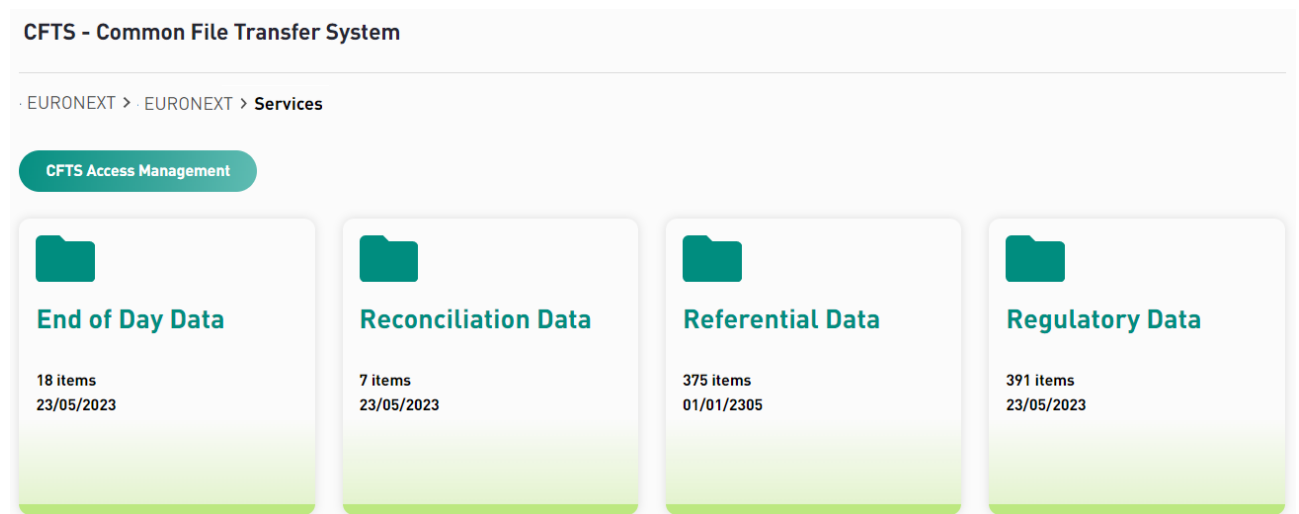 CFTS - Common File Transfer System
· EURONEXT > · EURONEXT > Services
CFTS Access Management
End of Day Data
18 items
23/05/2023
Reconciliation Data
7 items
23/05/2023
Referential Data
375 items
01/01/2305
Regulatory Data
391 items
23/05/2023